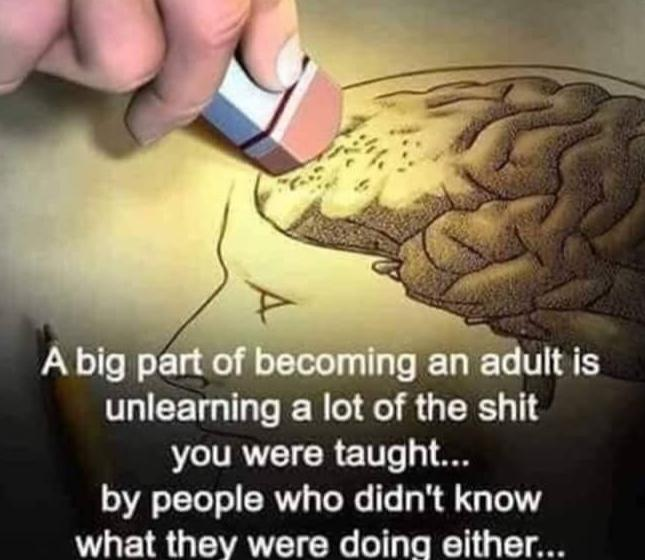 A big part of becoming an adult is
unlearning a lot of the shit
you were taught...
by people who didn't know
what they were doing either...